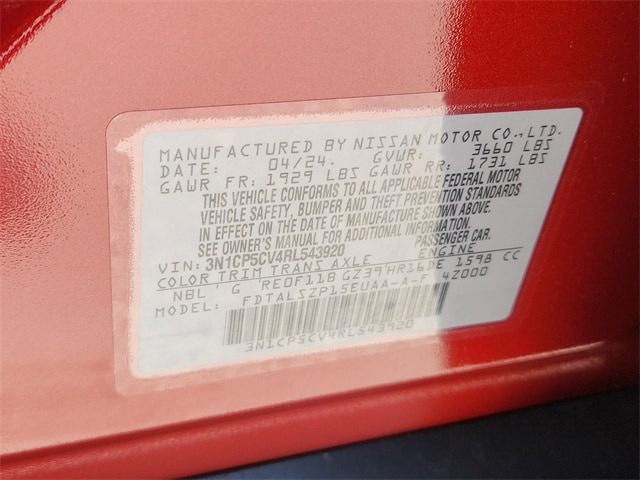 MANUFACTURED BY NISSAN MOTOR CO.,LTD.
DATE: 04/24. GVWR: 3660 LBS
GAWR FR: 1929 LBS GAWR RR: 1731 LBS
THIS VEHICLE CONFORMS TO ALL APPLICABLE FEDERAL MOTOR
VEHICLE SAFETY, BUMPER AND THEFT PREVENTION STANDARDS
IN EFFECT ON THE DATE OF MANUFACTURE SHOWN ABOVE.
SEE OWNER'S MANUAL FOR ADDITIONAL INFORMATION.
VIN: 3N1CP5CV4RL543920 PASSENGER CAR.
COLOR TRIM TRANS AXLE ENGINE
NBL G RE0F11B GZ39 HR16DE 1598 CC
MODEL: FDTALSZP15EUAA-A-F 4Z000
3N1CP5CV4RL543920